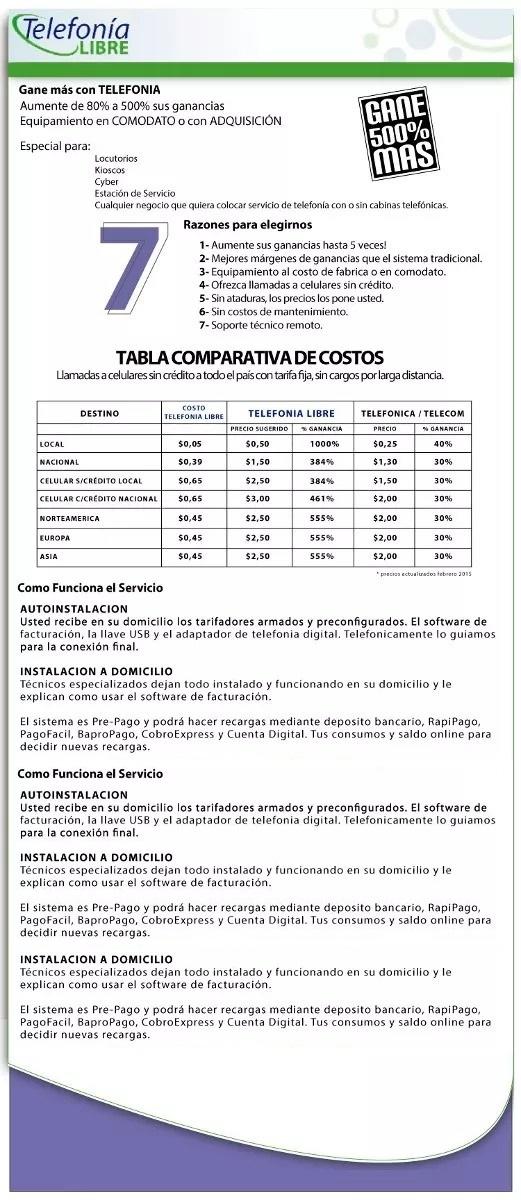 Telefonía
LIBRE
Gane más con TELEFONIA
Aumente de 80% a 500% sus ganancias
Equipamiento en COMODATO o con ADQUISICIÓN
GANE
500%
MAS
Especial para:
Locutorios
Kioscos
Cyber
Estación de Servicio
Cualquier negocio que quiera colocar servicio de telefonía con o sin cabinas telefónicas.
7
Razones para elegirnos
1- Aumente sus ganancias hasta 5 veces!
2- Mejores márgenes de ganancias que el sistema tradicional.
3- Equipamiento al costo de fabrica o en comodato.
4- Ofrezca llamadas a celulares sin crédito.
5- Sin ataduras, los precios los pone usted.
6- Sin costos de mantenimiento.
7- Soporte técnico remoto.
TABLA COMPARATIVA DE COSTOS
Llamadas a celulares sin crédito a todo el país con tarifa fija, sin cargos por larga distancia.
DESTINO COSTO TELEFONIA LIBRE TELEFONIA LIBRE TELEFONICA / TELECOM
PRECIO SUGERIDO % GANANCIA PRECIO % GANANCIA
LOCAL $0,05 $0,50 1000% $0,25 40%
NACIONAL $0,39 $1,50 384% $1,30 30%
CELULAR S/CRÉDITO LOCAL $0,65 $2,50 384% $1,50 30%
CELULAR C/CRÉDITO NACIONAL $0,65 $3,00 461% $2,00 30%
NORTEAMERICA $0,45 $2,50 555% $2,00 30%
EUROPA $0,45 $2,50 555% $2,00 30%
ASIA $0,45 $2,50 555% $2,00 30%
* precios actualizados febrero 2015
Como Funciona el Servicio
AUTOINSTALACION
Usted recibe en su domicilio los tarifadores armados y preconfigurados. El software de
facturación, la llave USB y el adaptador de telefonia digital. Telefonicamente lo guiamos
para la conexión final.
INSTALACION A DOMICILIO
Técnicos especializados dejan todo instalado y funcionando en su domicilio y le
explican como usar el software de facturación.
El sistema es Pre-Pago y podrá hacer recargas mediante deposito bancario, RapiPago,
PagoFacil, BaproPago, CobroExpress y Cuenta Digital. Tus consumos y saldo online para
decidir nuevas recargas.
Como Funciona el Servicio
AUTOINSTALACION
Usted recibe en su domicilio los tarifadores armados y preconfigurados. El software de
facturación, la llave USB y el adaptador de telefonia digital. Telefonicamente lo guiamos
para la conexión final.
INSTALACION A DOMICILIO
Técnicos especializados dejan todo instalado y funcionando en su domicilio y le
explican como usar el software de facturación.
El sistema es Pre-Pago y podrá hacer recargas mediante deposito bancario, RapiPago,
PagoFacil, BaproPago, CobroExpress y Cuenta Digital. Tus consumos y saldo online para
decidir nuevas recargas.
INSTALACION A DOMICILIO
Técnicos especializados dejan todo instalado y funcionando en su domicilio y le
explican como usar el software de facturación.
El sistema es Pre-Pago y podrá hacer recargas mediante deposito bancario, RapiPago,
PagoFacil, BaproPago, CobroExpress y Cuenta Digital. Tus consumos y saldo online para
decidir nuevas recargas.